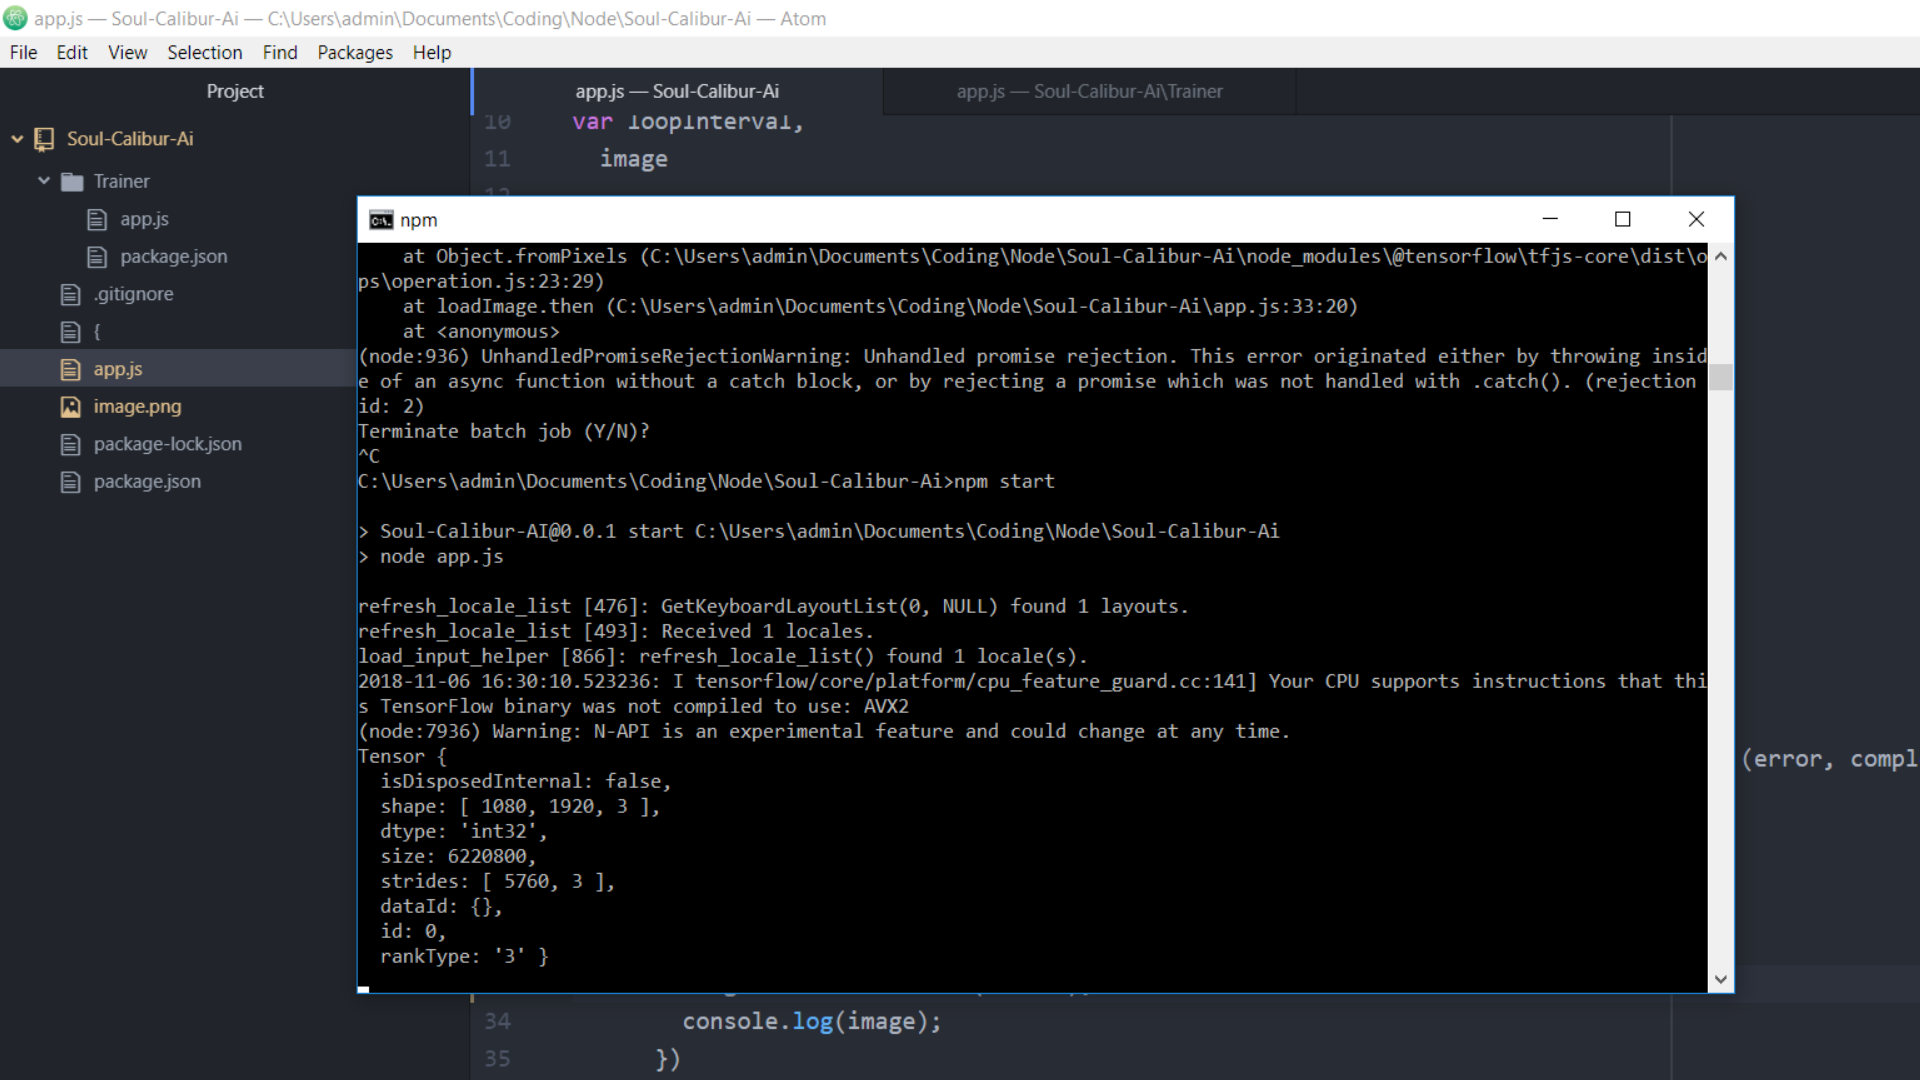 app.js — Soul-Calibur-Ai — C:\Users\admin\Documents\Coding\Node\Soul-Calibur-Ai — Atom
File Edit View Selection Find Packages Help
Project
app.js — Soul-Calibur-Ai
app.js — Soul-Calibur-Ai\Trainer
Soul-Calibur-Ai
Trainer
app.js
package.json
.gitignore
{
app.js
image.png
package-lock.json
package.json
10 var loopInterval,
11 image
12
npm
at Object.fromPixels (C:\Users\admin\Documents\Coding\Node\Soul-Calibur-Ai\node_modules\@tensorflow\tfjs-core\dist\o
ps\operation.js:23:29)
at loadImage.then (C:\Users\admin\Documents\Coding\Node\Soul-Calibur-Ai\app.js:33:20)
at <anonymous>
(node:936) UnhandledPromiseRejectionWarning: Unhandled promise rejection. This error originated either by throwing insid
e of an async function without a catch block, or by rejecting a promise which was not handled with .catch(). (rejection
id: 2)
Terminate batch job (Y/N)?
^C
C:\Users\admin\Documents\Coding\Node\Soul-Calibur-Ai>npm start
> Soul-Calibur-AI@0.0.1 start C:\Users\admin\Documents\Coding\Node\Soul-Calibur-Ai
> node app.js
refresh_locale_list [476]: GetKeyboardLayoutList(0, NULL) found 1 layouts.
refresh_locale_list [493]: Received 1 locales.
load_input_helper [866]: refresh_locale_list() found 1 locale(s).
2018-11-06 16:30:10.523236: I tensorflow/core/platform/cpu_feature_guard.cc:141] Your CPU supports instructions that thi
s TensorFlow binary was not compiled to use: AVX2
(node:7936) Warning: N-API is an experimental feature and could change at any time.
Tensor {
isDisposedInternal: false,
shape: [ 1080, 1920, 3 ],
dtype: 'int32',
size: 6220800,
strides: [ 5760, 3 ],
dataId: {},
id: 0,
rankType: '3' }
(error, compl
34 console.log(image);
35 })